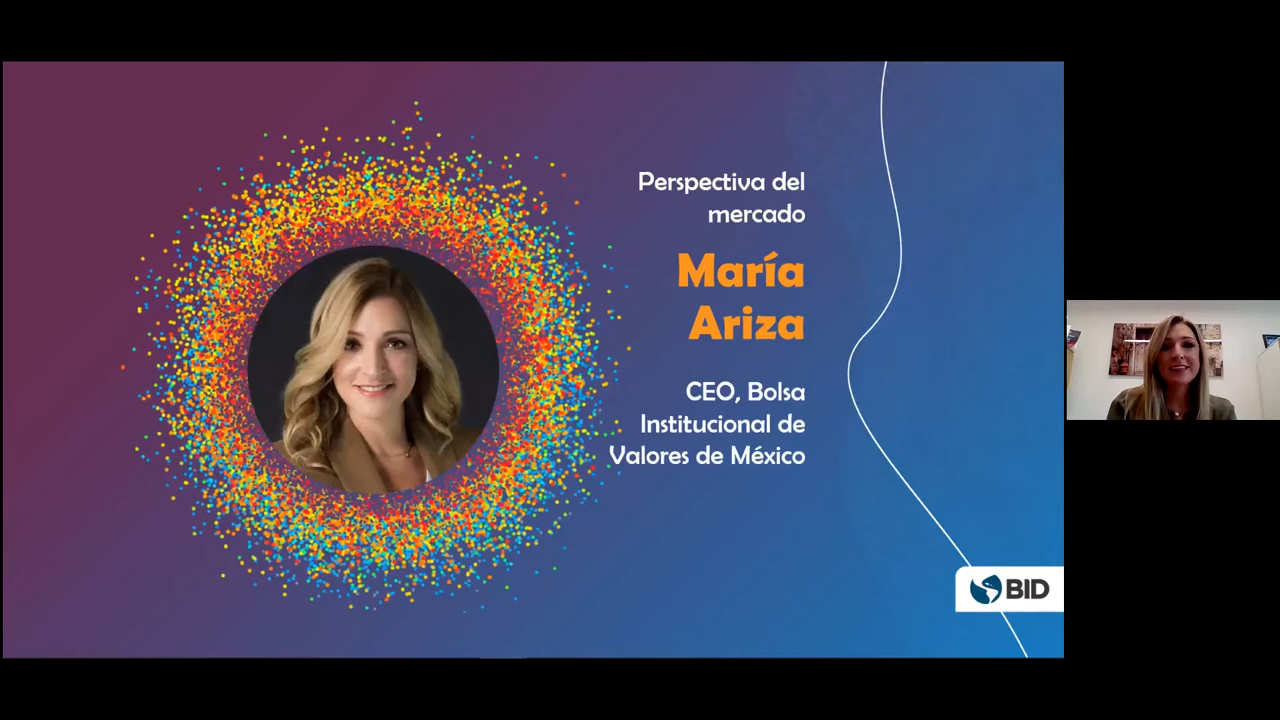 Perspectiva del
mercado
María
Ariza
CEO, Bolsa
Institucional de
Valores de México
BID